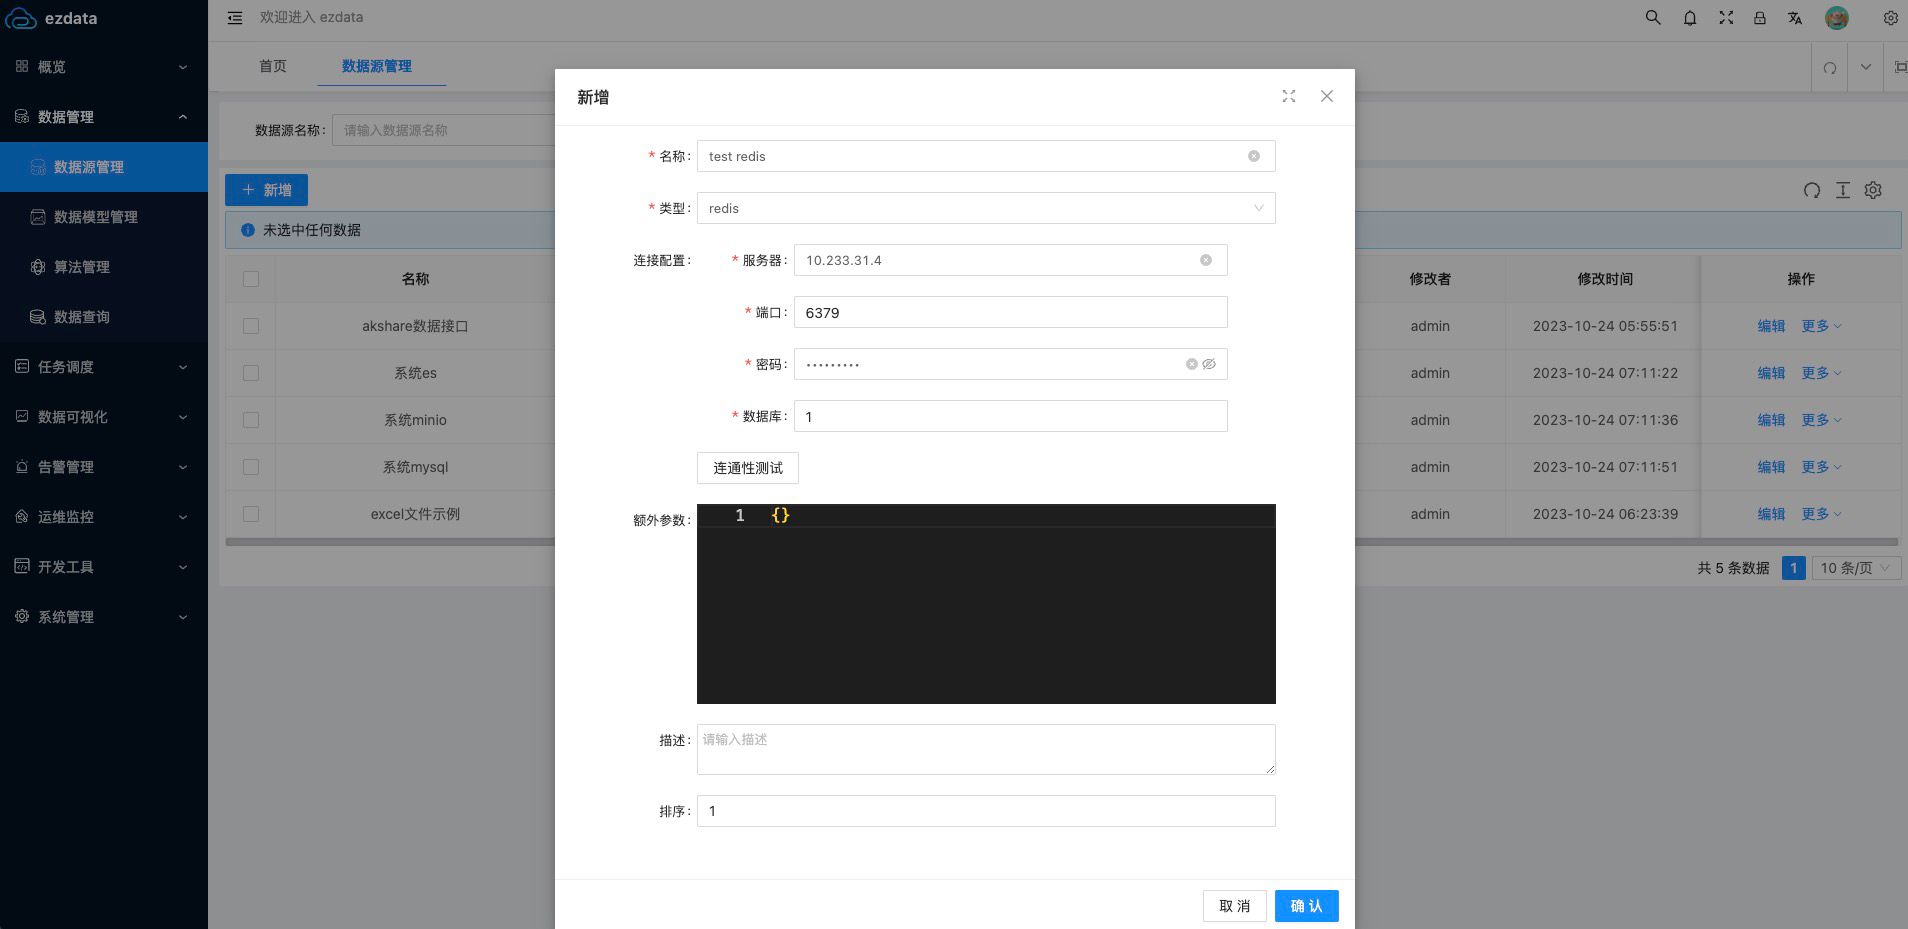 ezdata
欢迎进入 ezdata
概览
数据管理
数据源管理
数据模型管理
算法管理
数据查询
任务调度
数据可视化
告警管理
运维监控
开发工具
系统管理
首页
数据源管理
数据源名称:
请输入数据源名称
新增
未选中任何数据
名称
修改者
修改时间
操作
akshare数据接口
admin
2023-10-24 05:55:51
编辑
更多
系统es
admin
2023-10-24 07:11:22
编辑
更多
系统minio
admin
2023-10-24 07:11:36
编辑
更多
系统mysql
admin
2023-10-24 07:11:51
编辑
更多
excel文件示例
admin
2023-10-24 06:23:39
编辑
更多
共 5 条数据
1
10 条/页
新增
* 名称:
test redis
* 类型:
redis
连接配置:
* 服务器:
10.233.31.4
* 端口:
6379
* 密码:
·········
* 数据库:
1
连通性测试
额外参数:
1 {}
描述:
请输入描述
排序:
1
取 消
确 认